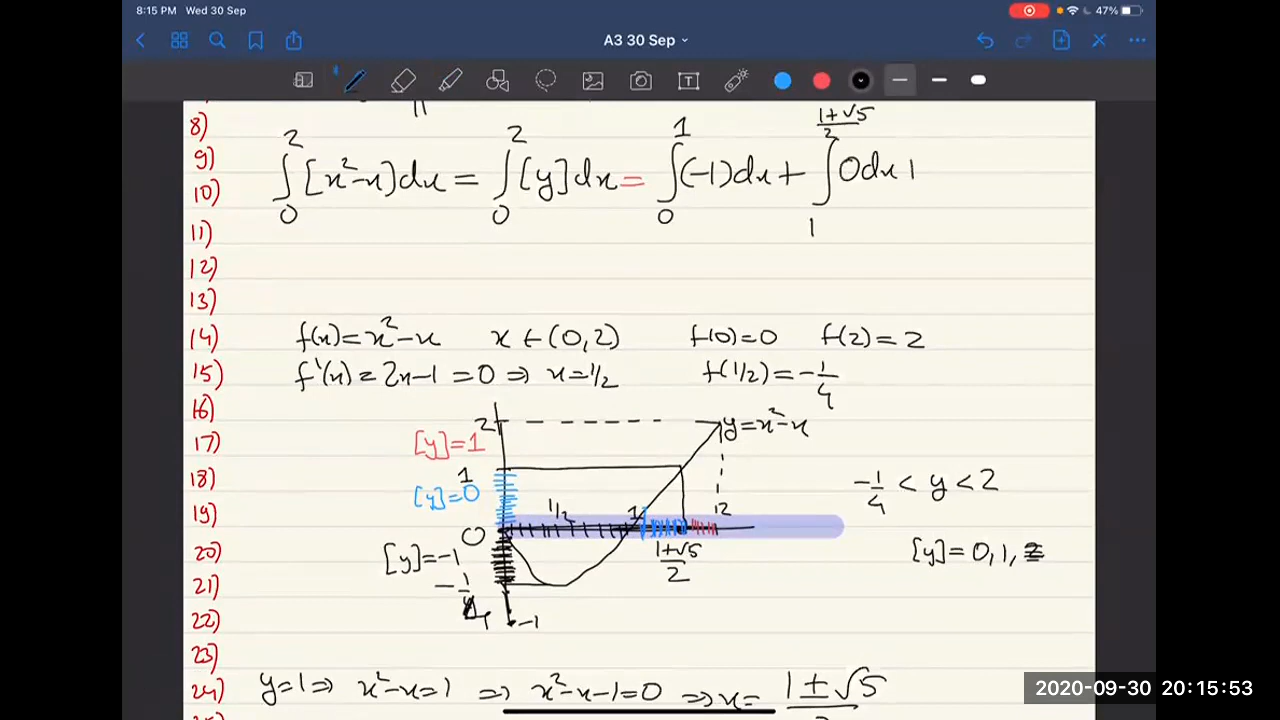 8:15 PM Wed 30 Sep
47%
A3 30 Sep
T
8)
9)
10) ∫₀² [x²-x]dx = ∫₀² [y]dx = ∫₀¹ (-1)dx + ∫₁^((1+√5)/2) 0dx 1
11)
12)
13)
14) f(x)=x²-x x ∈ (0,2) f(0)=0 f(2)=2
15) f'(x)=2x-1=0 ⇒ x=1/2 f(1/2)=-1/4
16)
2 y=x²-x
17) [y]=1
18) 1
-1/4 < y < 2
[y]=0
19) 1/2 1 12
0
20) [y]=-1 (1+√5)/2 [y]=0,1,
21) -1/4
22) -1
23)
24) y=1 ⇒ x²-x=1 ⇒ x²-x-1=0 ⇒ x= (1±√5)/2
2020-09-30 20:15:53